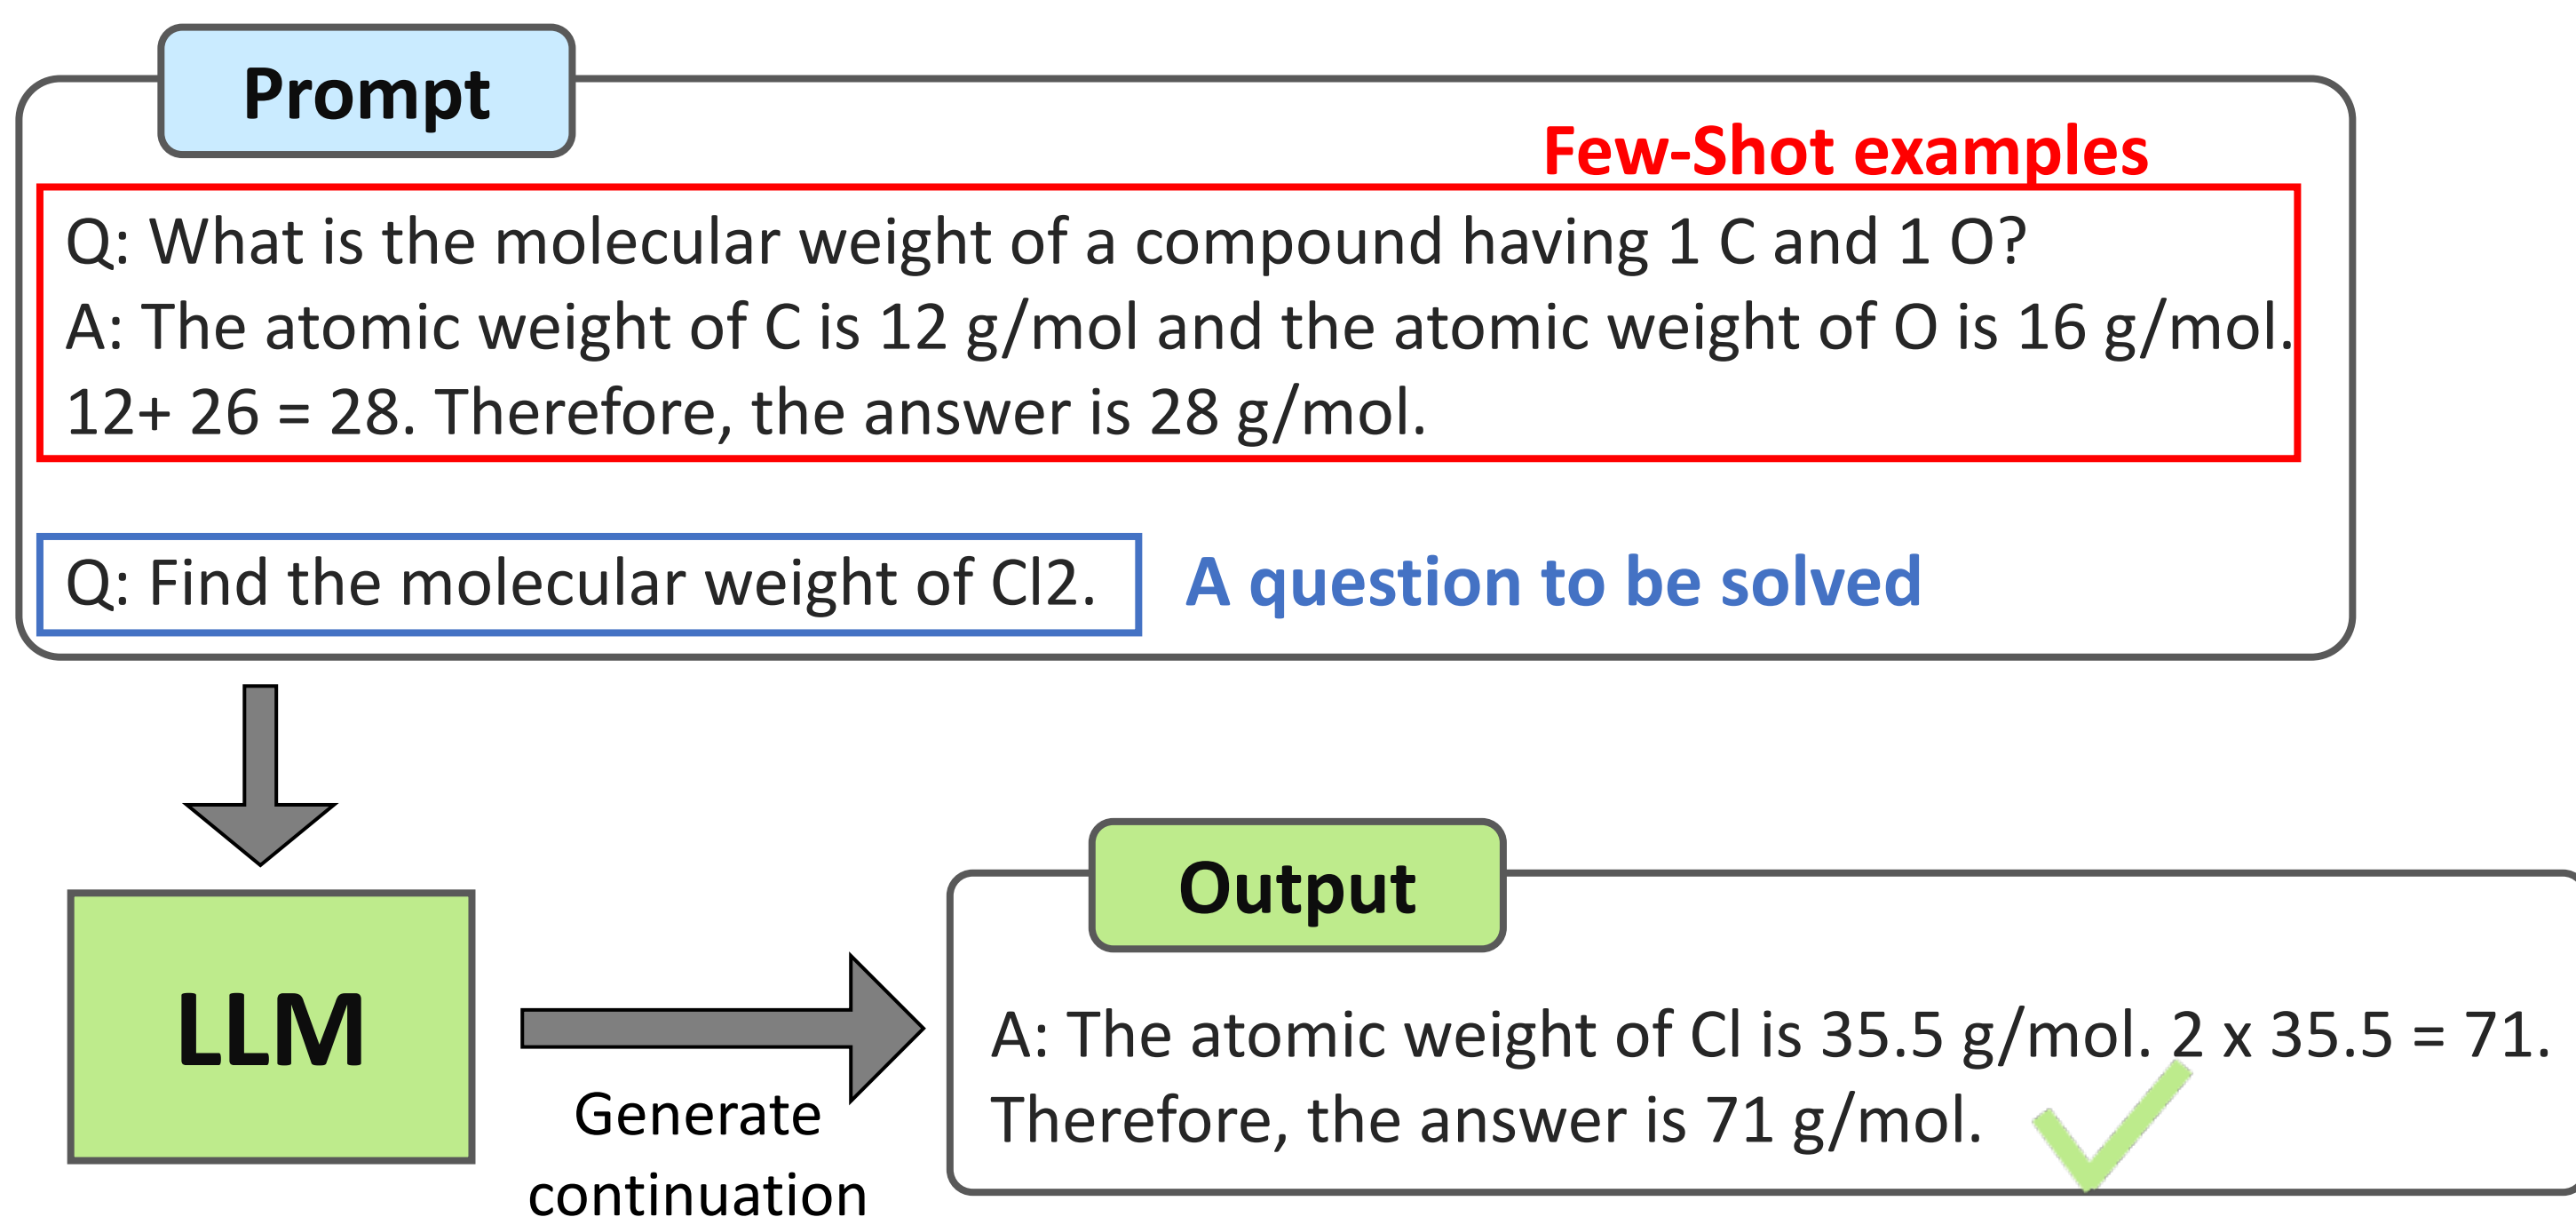 Prompt
Few-Shot examples
Q: What is the molecular weight of a compound having 1 C and 1 O?
A: The atomic weight of C is 12 g/mol and the atomic weight of O is 16 g/mol.
12+ 26 = 28. Therefore, the answer is 28 g/mol.
Q: Find the molecular weight of Cl2.
A question to be solved
LLM
Generate
continuation
Output
A: The atomic weight of Cl is 35.5 g/mol. 2 x 35.5 = 71.
Therefore, the answer is 71 g/mol.